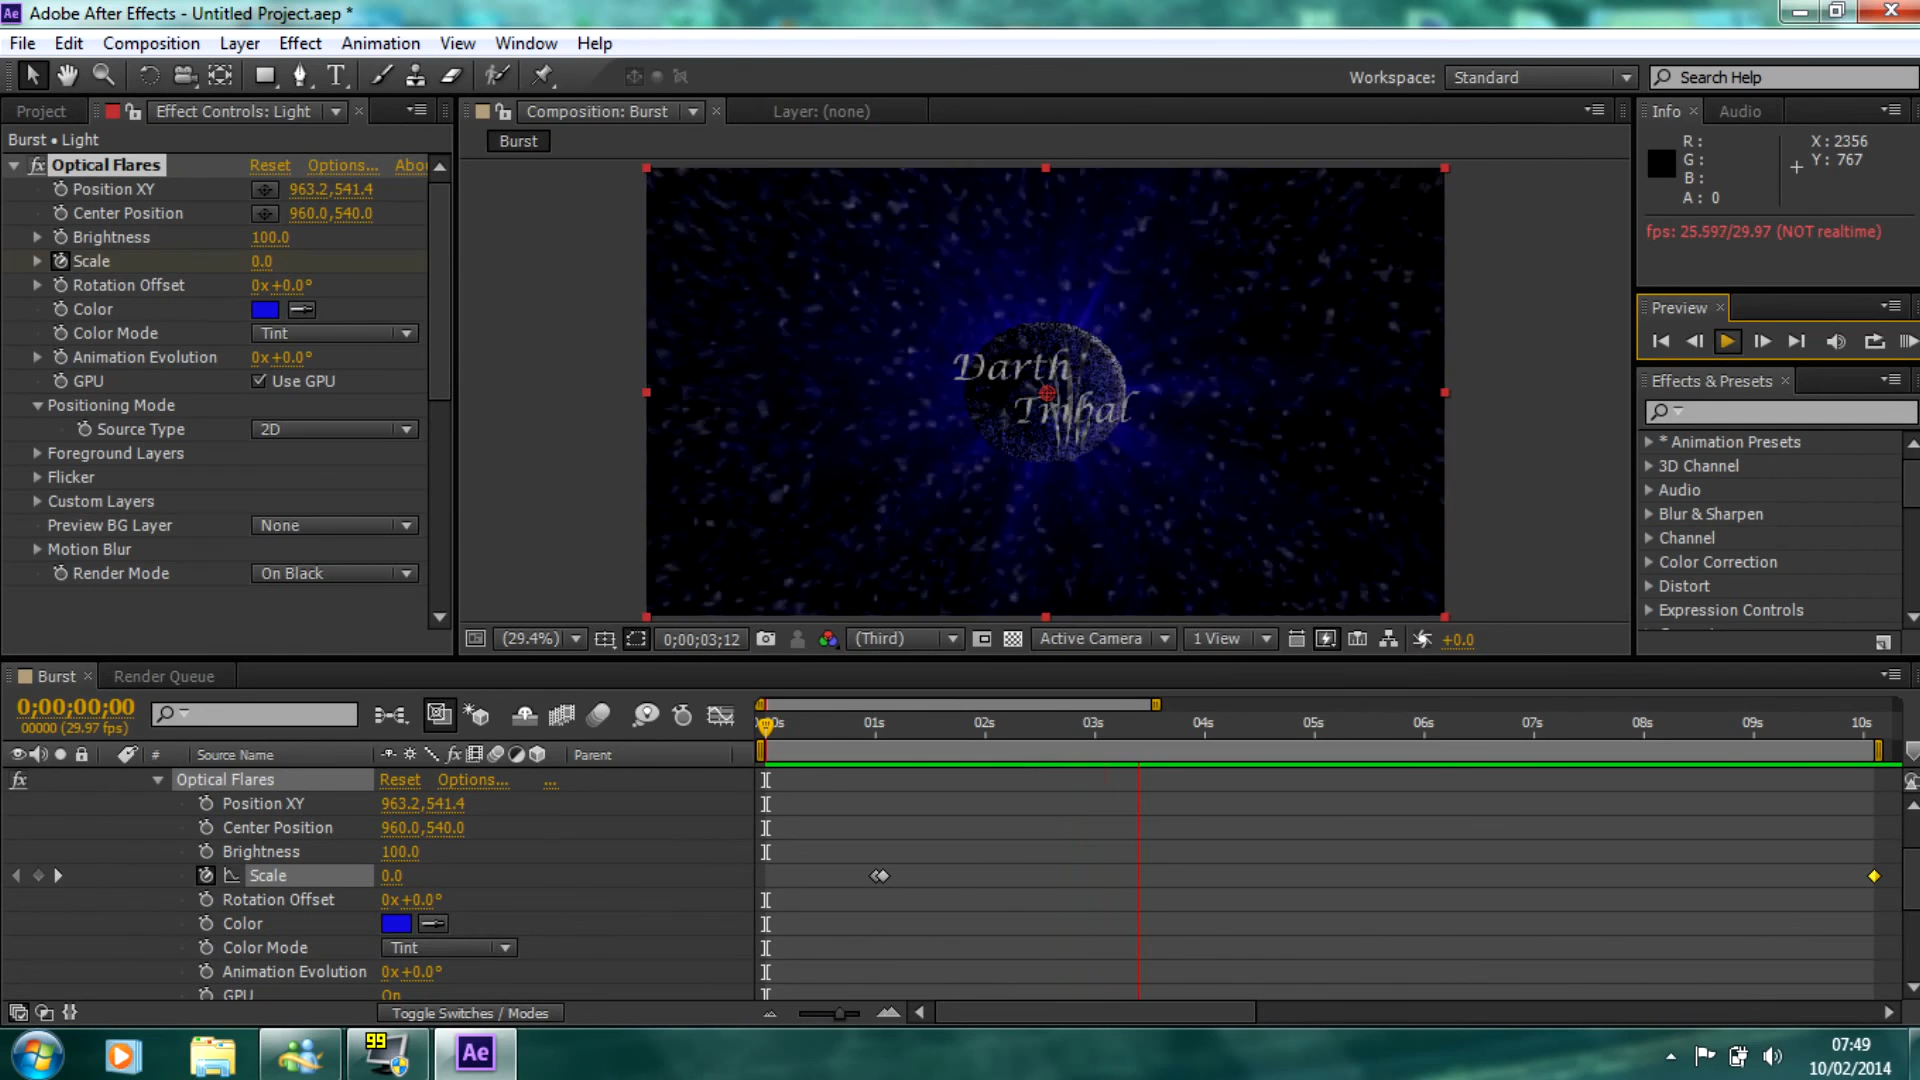 Ae Adobe After Effects - Untitled Project.aep *
File Edit Composition Layer Effect Animation View Window Help
Workspace: Standard Search Help
Project Effect Controls: Light Composition: Burst Layer: (none) Info Audio
Burst • Light
Burst
fx Optical Flares Reset Options... Abou
Position XY 963.2,541.4
Center Position 960.0,540.0
Brightness 100.0
Scale 0.0
Rotation Offset 0x+0.0°
Color
Color Mode Tint
Animation Evolution 0x+0.0°
GPU Use GPU
Positioning Mode
Source Type 2D
Foreground Layers
Flicker
Custom Layers
Preview BG Layer None
Motion Blur
Render Mode On Black
Darth
Tribal
(29.4%) 0;00;03;12 (Third) Active Camera 1 View +0.0
R: X: 2356
G: Y: 767
B:
A: 0
fps: 25.597/29.97 (NOT realtime)
Preview
Effects & Presets
* Animation Presets
3D Channel
Audio
Blur & Sharpen
Channel
Color Correction
Distort
Expression Controls
Burst Render Queue
0;00;00;00
00000 (29.97 fps)
01s 02s 03s 04s 05s 06s 07s 08s 09s 10s
# Source Name fx Parent
fx Optical Flares Reset Options... ...
Position XY 963.2,541.4
Center Position 960.0,540.0
Brightness 100.0
Scale 0.0
Rotation Offset 0x+0.0°
Color
Color Mode Tint
Animation Evolution 0x+0.0°
GPU On
Toggle Switches / Modes
99
Ae
07:49
10/02/2014